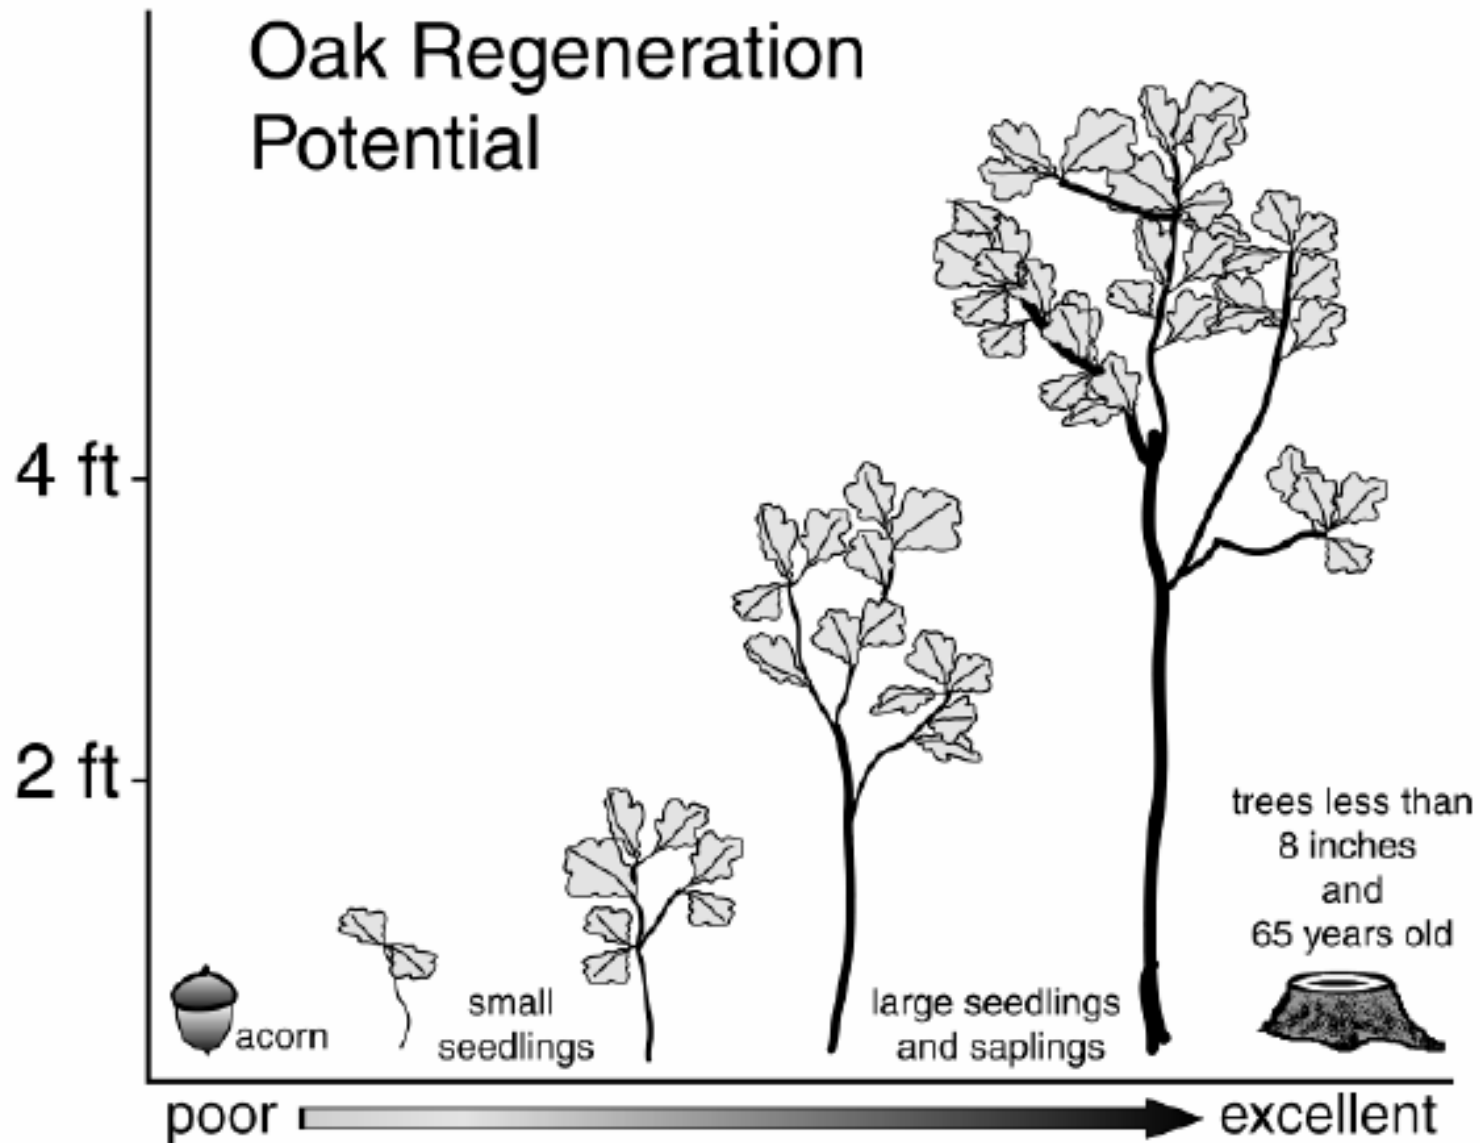 Oak Regeneration
Potential
4 ft
2 ft
acorn
small
seedlings
large seedlings
and saplings
trees less than
8 inches
and
65 years old
poor
excellent